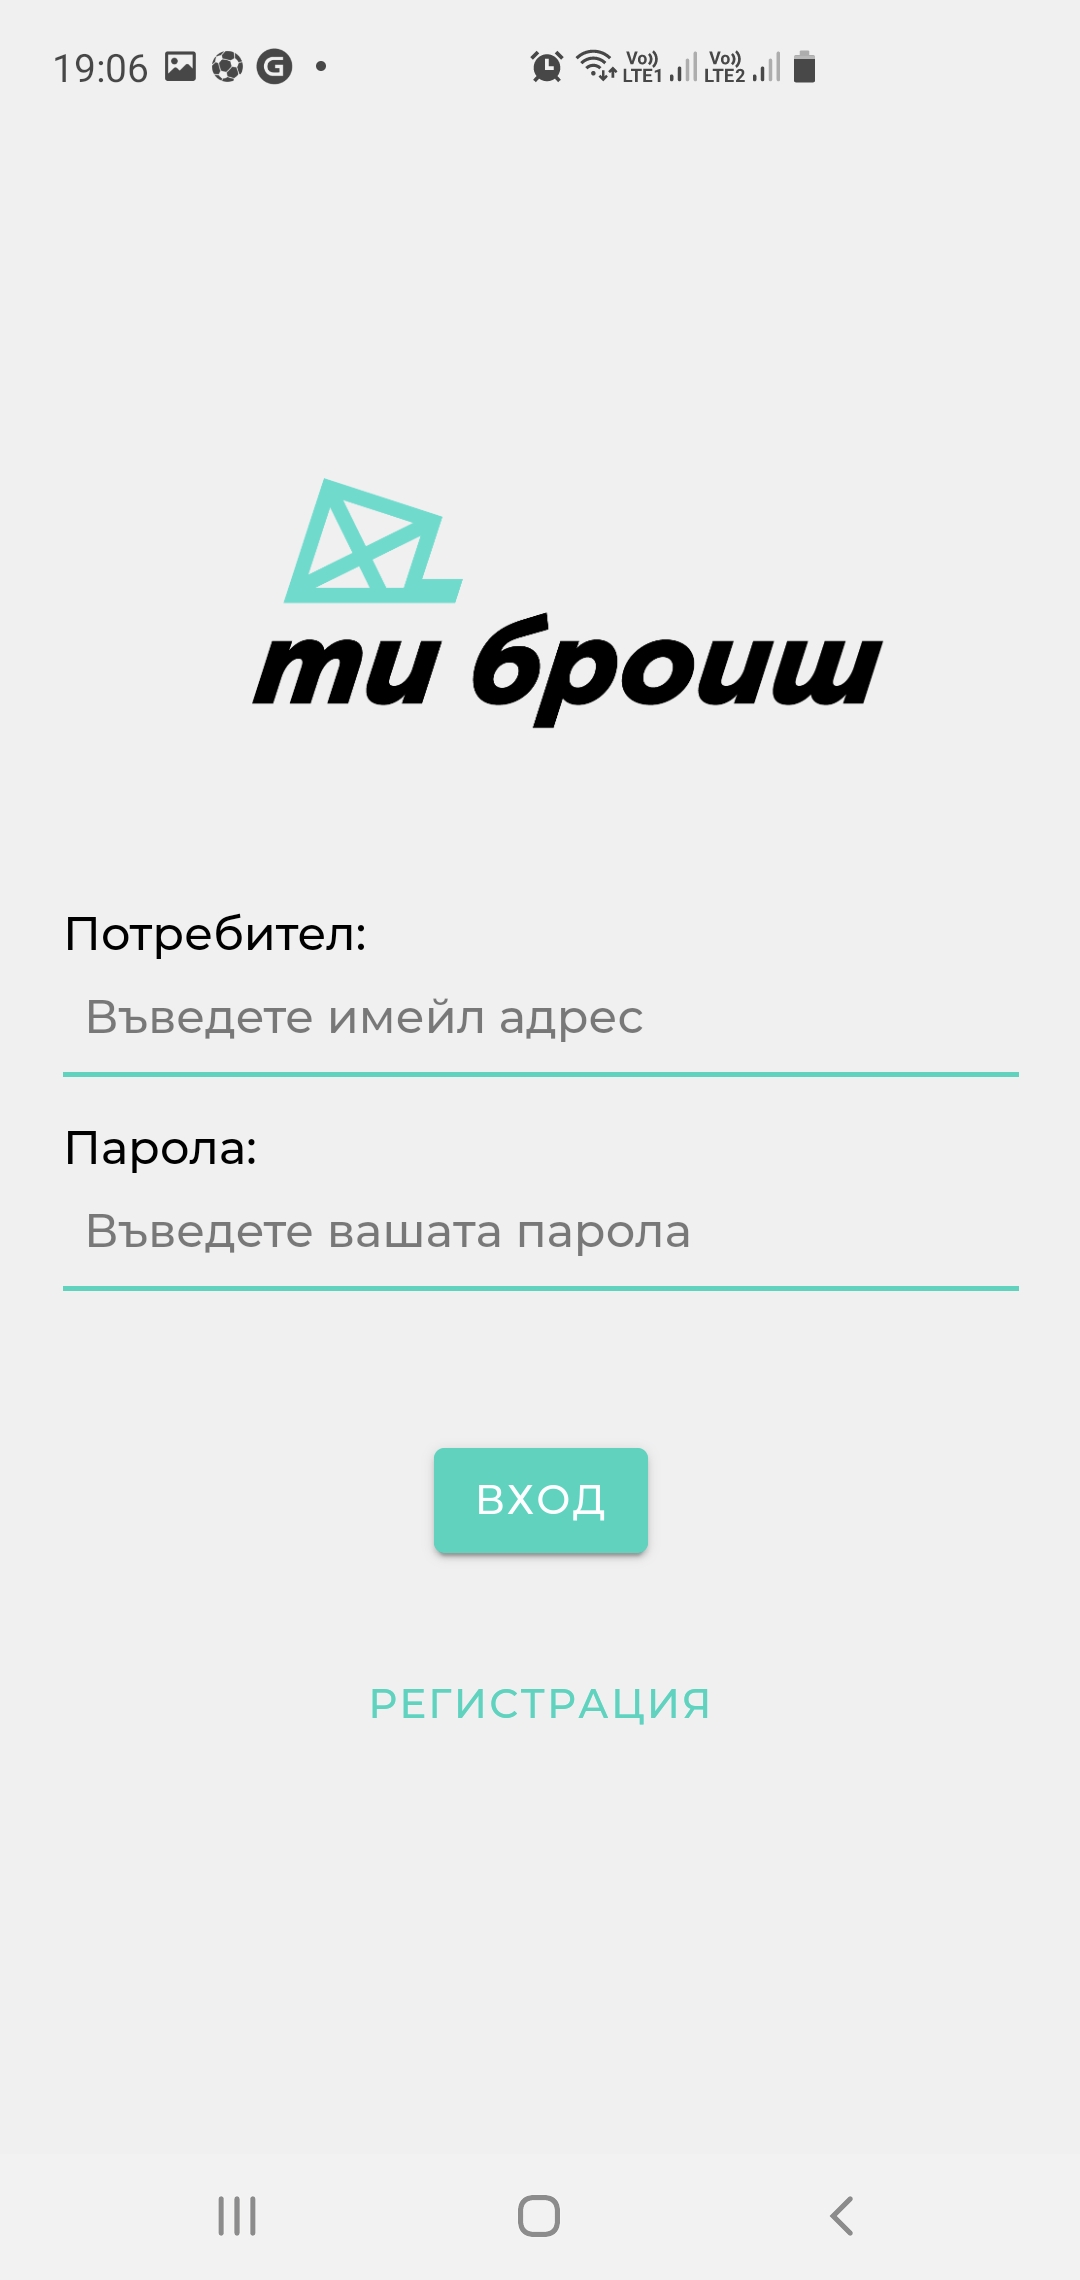 19:06 Vo)) LTE1 Vo)) LTE2
ти броиш
Потребител:
Въведете имейл адрес
Парола:
Въведете вашата парола
ВХОД
РЕГИСТРАЦИЯ